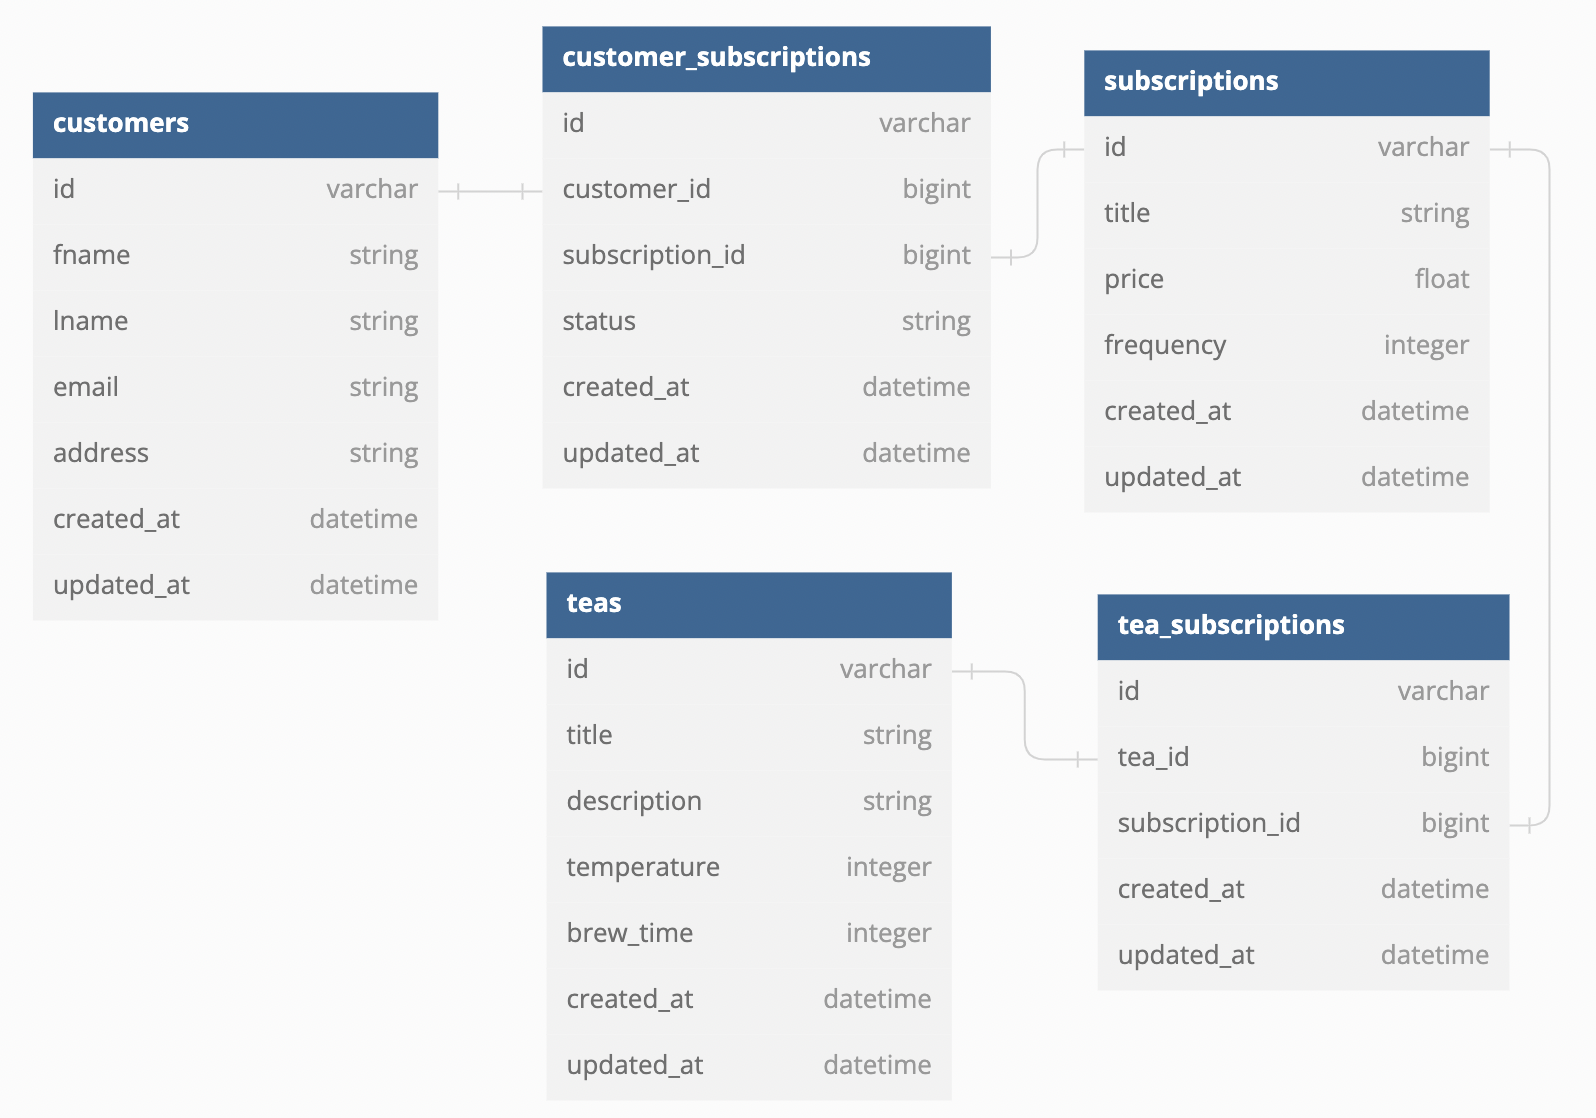 customers
id varchar
fname string
lname string
email string
address string
created_at datetime
updated_at datetime
customer_subscriptions
id varchar
customer_id bigint
subscription_id bigint
status string
created_at datetime
updated_at datetime
subscriptions
id varchar
title string
price float
frequency integer
created_at datetime
updated_at datetime
teas
id varchar
title string
description string
temperature integer
brew_time integer
created_at datetime
updated_at datetime
tea_subscriptions
id varchar
tea_id bigint
subscription_id bigint
created_at datetime
updated_at datetime